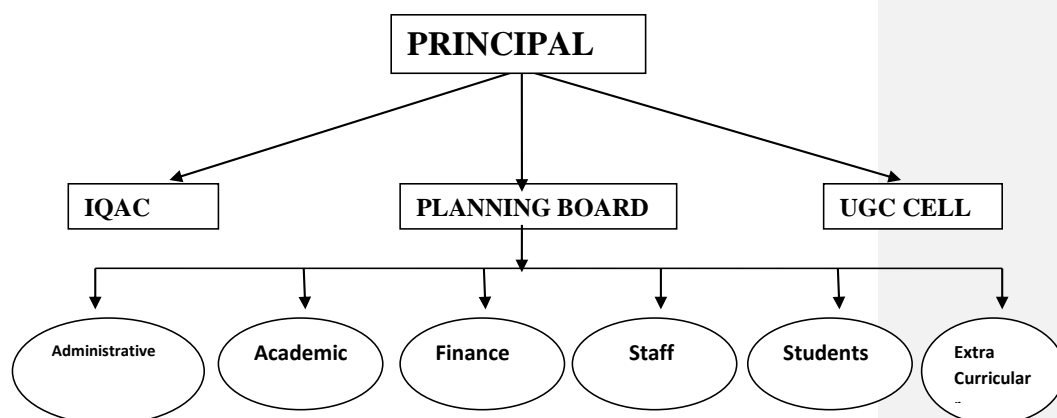 PRINCIPAL
IQAC
PLANNING BOARD
UGC CELL
Administrative
Academic
Finance
Staff
Students
Extra
Curricular